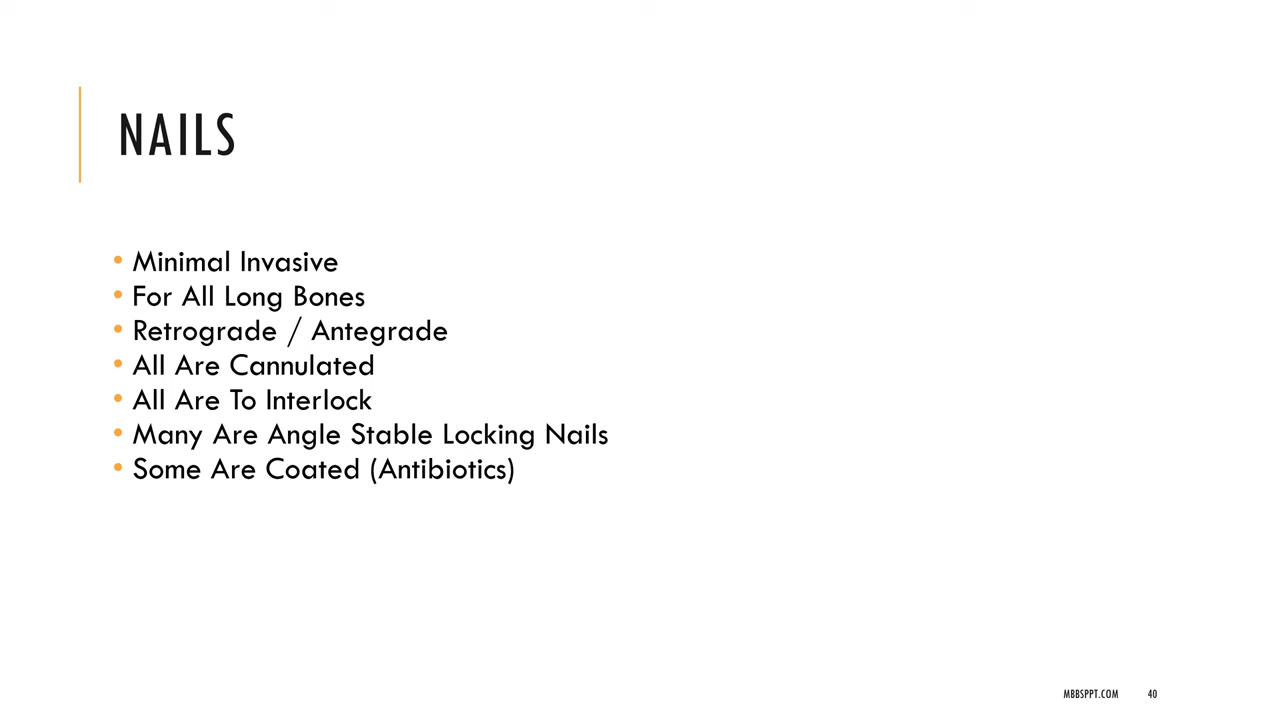 NAILS
• Minimal Invasive
• For All Long Bones
• Retrograde / Antegrade
• All Are Cannulated
• All Are To Interlock
• Many Are Angle Stable Locking Nails
• Some Are Coated (Antibiotics)
MBBSPPT.COM 40